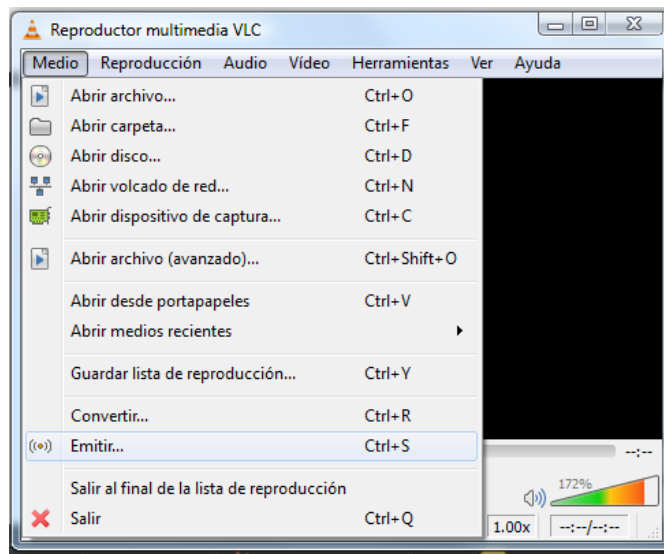 Reproductor multimedia VLC
Medio Reproducción Audio Vídeo Herramientas Ver Ayuda
Abrir archivo... Ctrl+O
Abrir carpeta... Ctrl+F
Abrir disco... Ctrl+D
Abrir volcado de red... Ctrl+N
Abrir dispositivo de captura... Ctrl+C
Abrir archivo (avanzado)... Ctrl+Shift+O
Abrir desde portapapeles Ctrl+V
Abrir medios recientes
Guardar lista de reproducción... Ctrl+Y
Convertir... Ctrl+R
Emitir... Ctrl+S
--:--
Salir al final de la lista de reproducción
172%
Salir Ctrl+Q
1.00x --:--/--:--